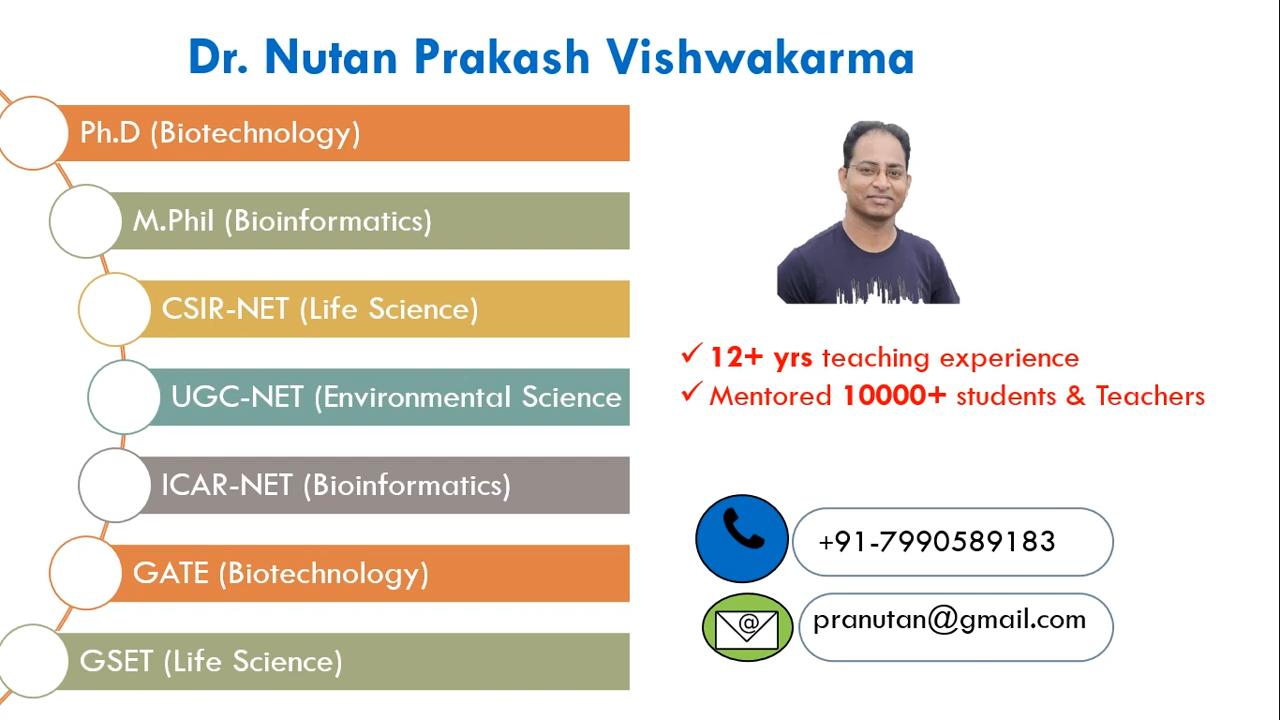 Dr. Nutan Prakash Vishwakarma
Ph.D (Biotechnology)
M.Phil (Bioinformatics)
CSIR-NET (Life Science)
UGC-NET (Environmental Science
ICAR-NET (Bioinformatics)
GATE (Biotechnology)
GSET (Life Science)
✓ 12+ yrs teaching experience
✓ Mentored 10000+ students & Teachers
+91-7990589183
@
pranutan@gmail.com